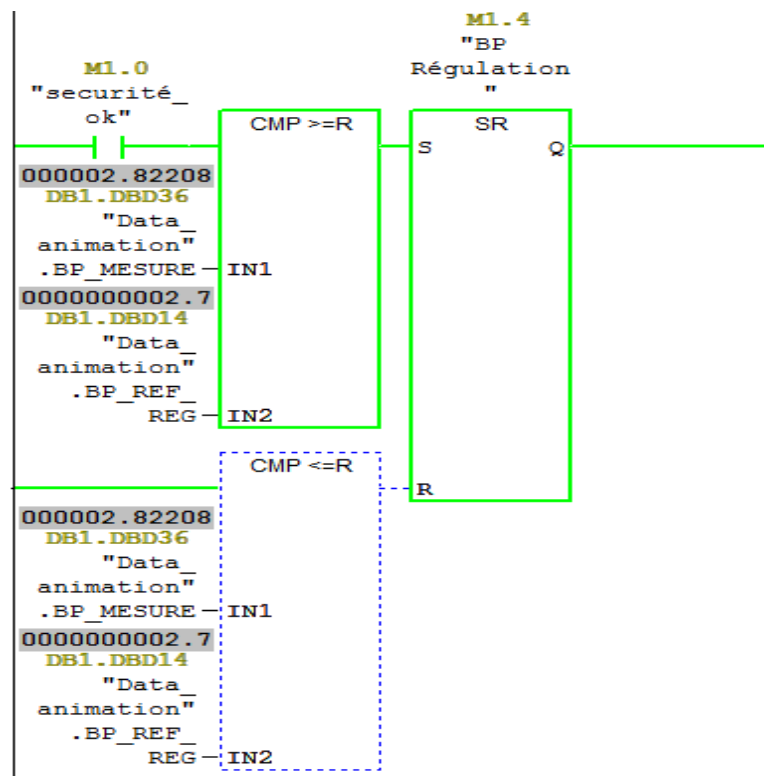 M1.4
"BP
Régulation
"
M1.0
"securité_
ok"
CMP >=R
SR
S
Q
000002.82208
DB1.DBD36
"Data_
animation"
.BP_MESURE
IN1
0000000002.7
DB1.DBD14
"Data_
animation"
.BP_REF_
REG
IN2
CMP <=R
R
000002.82208
DB1.DBD36
"Data_
animation"
.BP_MESURE
IN1
0000000002.7
DB1.DBD14
"Data_
animation"
.BP_REF_
REG
IN2